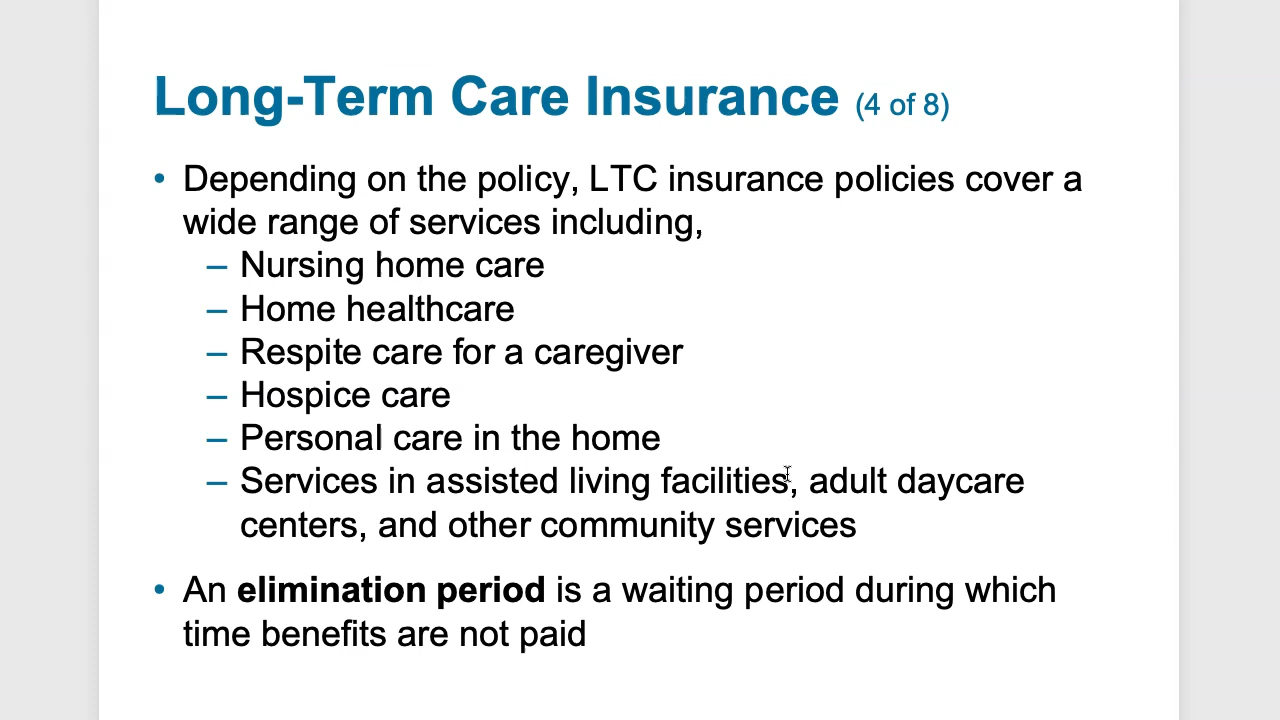 Long-Term Care Insurance (4 of 8)
• Depending on the policy, LTC insurance policies cover a
wide range of services including,
– Nursing home care
– Home healthcare
– Respite care for a caregiver
– Hospice care
– Personal care in the home
– Services in assisted living facilities, adult daycare
centers, and other community services
• An elimination period is a waiting period during which
time benefits are not paid